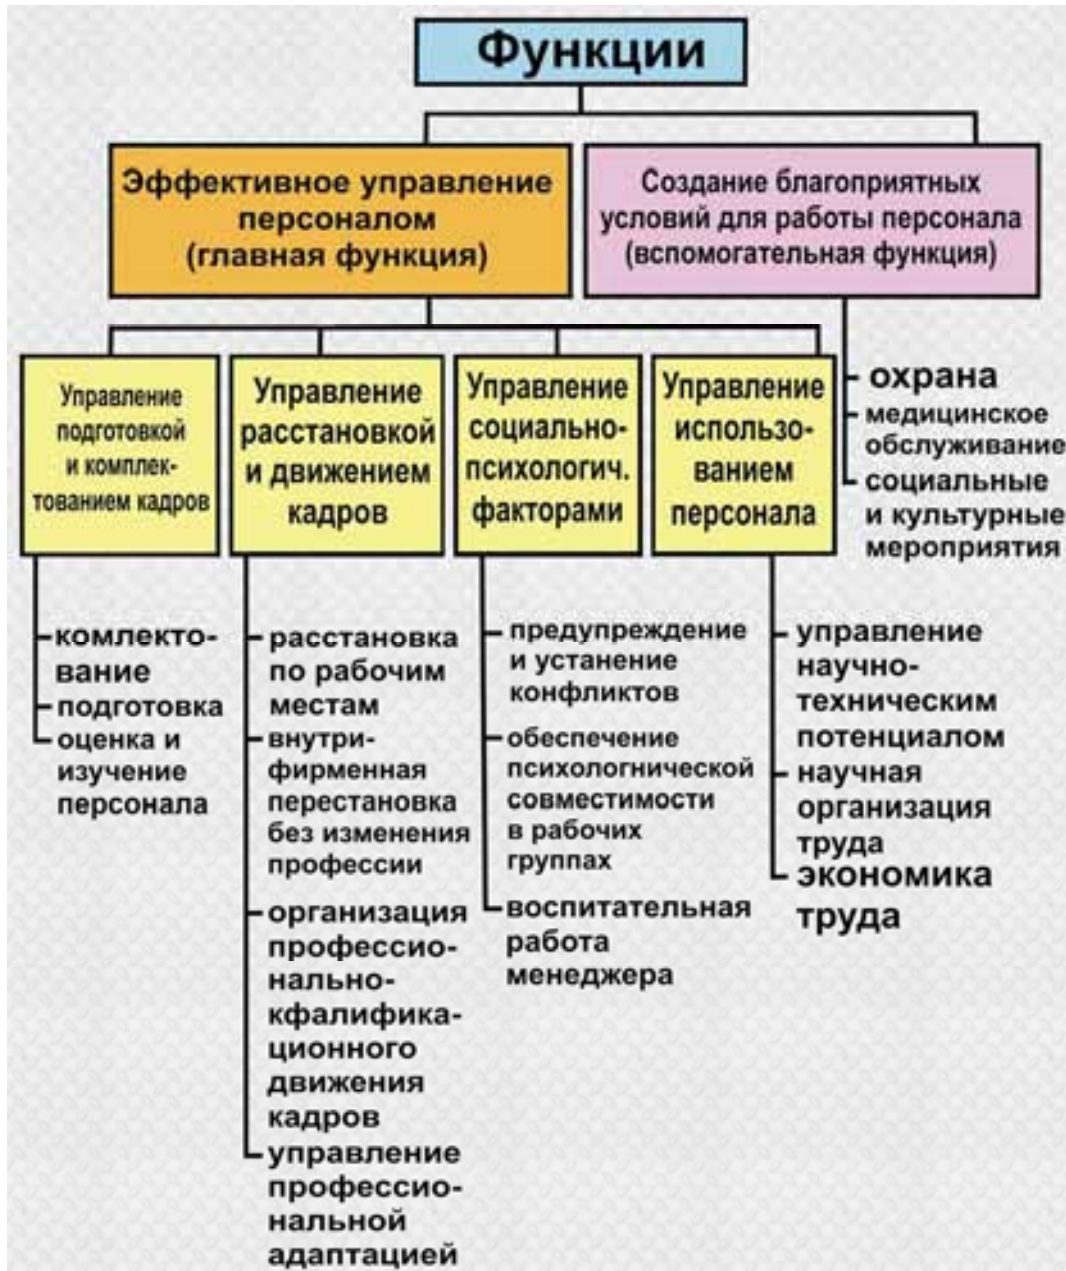 Функции
Эффективное управление
персоналом
(главная функция)
Создание благоприятных
условий для работы персонала
(вспомогательная функция)
Управление
подготовкой
и комплек-
тованием кадров
Управление
расстановкой
и движением
кадров
Управление
социально-
психологич.
факторами
Управление
использо-
ванием
персонала
охрана
медицинское
обслуживание
социальные
и культурные
мероприятия
комлекто-
вание
подготовка
оценка и
изучение
персонала
расстановка
по рабочим
местам
внутри-
фирменная
перестановка
без изменения
профессии
организация
профессио-
нально-
кфалифика-
ционного
движения
кадров
управление
профессио-
нальной
адаптацией
предупреждение
и устанение
конфликтов
обеспечение
психологнической
совместимости
в рабочих
группах
воспитательная
работа
менеджера
управление
научно-
техническим
потенциалом
научная
организация
труда
экономика
труда